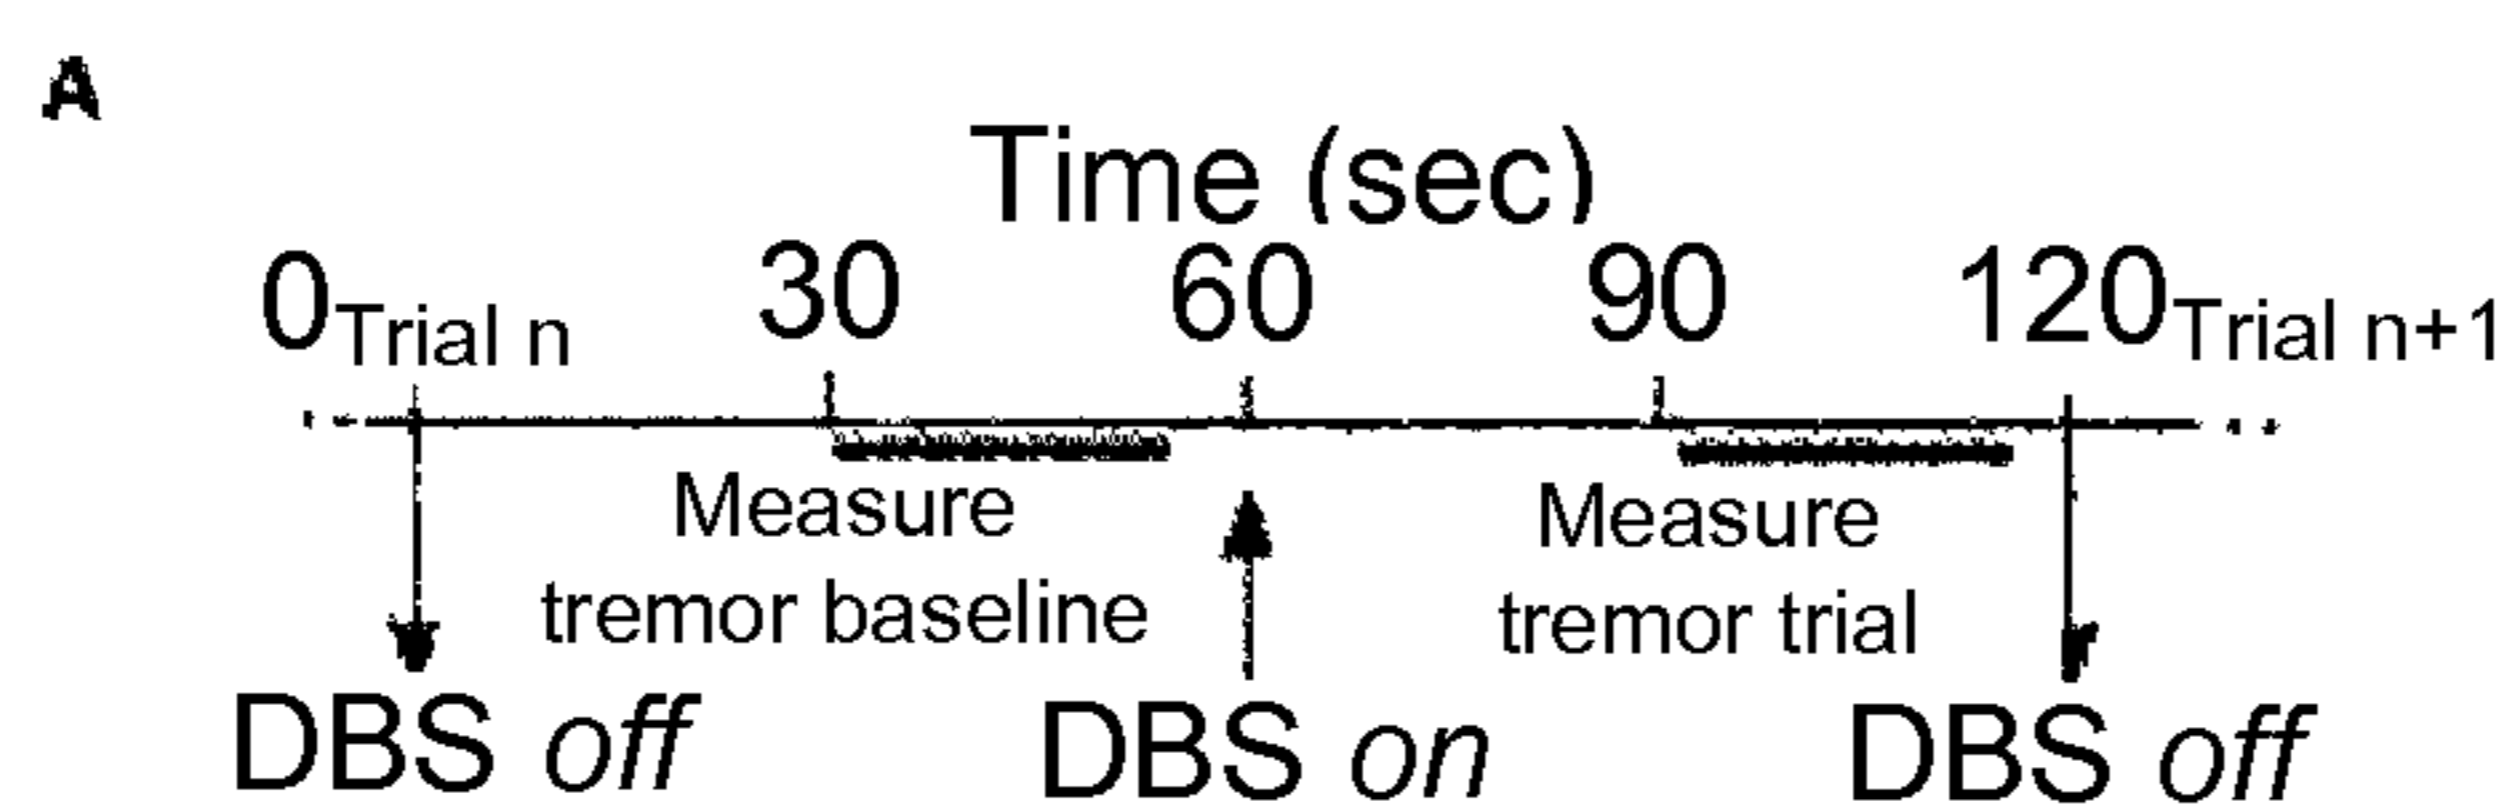 A
Time (sec)
0Trial n 30 60 90 120Trial n+1
Measure
tremor baseline
Measure
tremor trial
DBS off DBS on DBS off